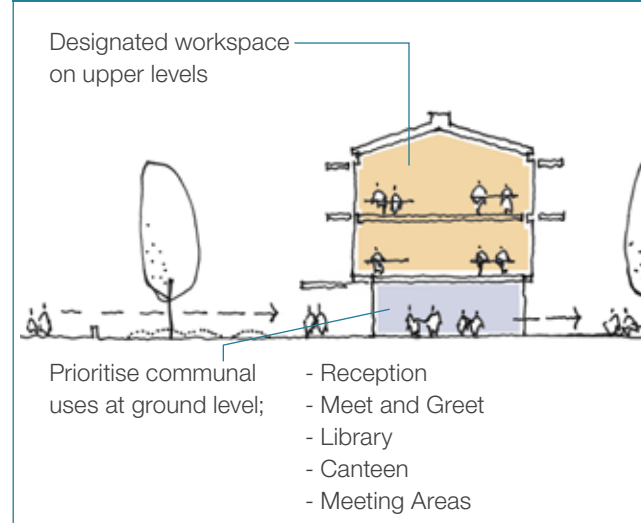 Designated workspace
on upper levels
Prioritise communal
uses at ground level;
- Reception
- Meet and Greet
- Library
- Canteen
- Meeting Areas